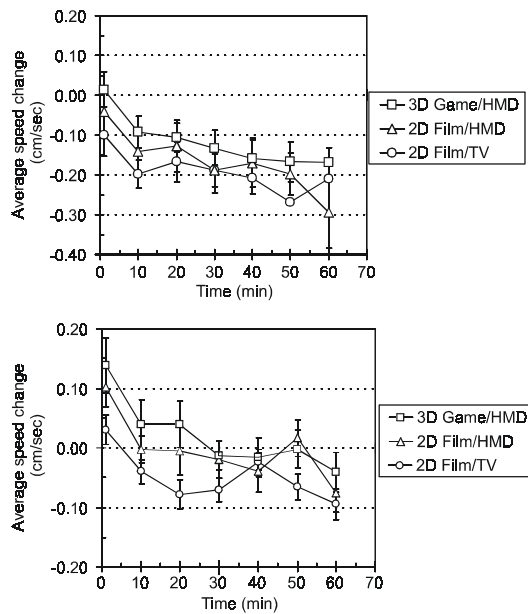 0.20
0.00
-0.10
-0.20
-0.30
-0.40
Average speed change
(cm/sec)
0 10 20 30 40 50 60 70
Time (min)
3D Game/HMD
2D Film/HMD
2D Film/TV
0.20
0.10
0.00
-0.10
-0.20
Average speed change
(cm/sec)
0 10 20 30 40 50 60 70
Time (min)
3D Game/HMD
2D Film/HMD
2D Film/TV